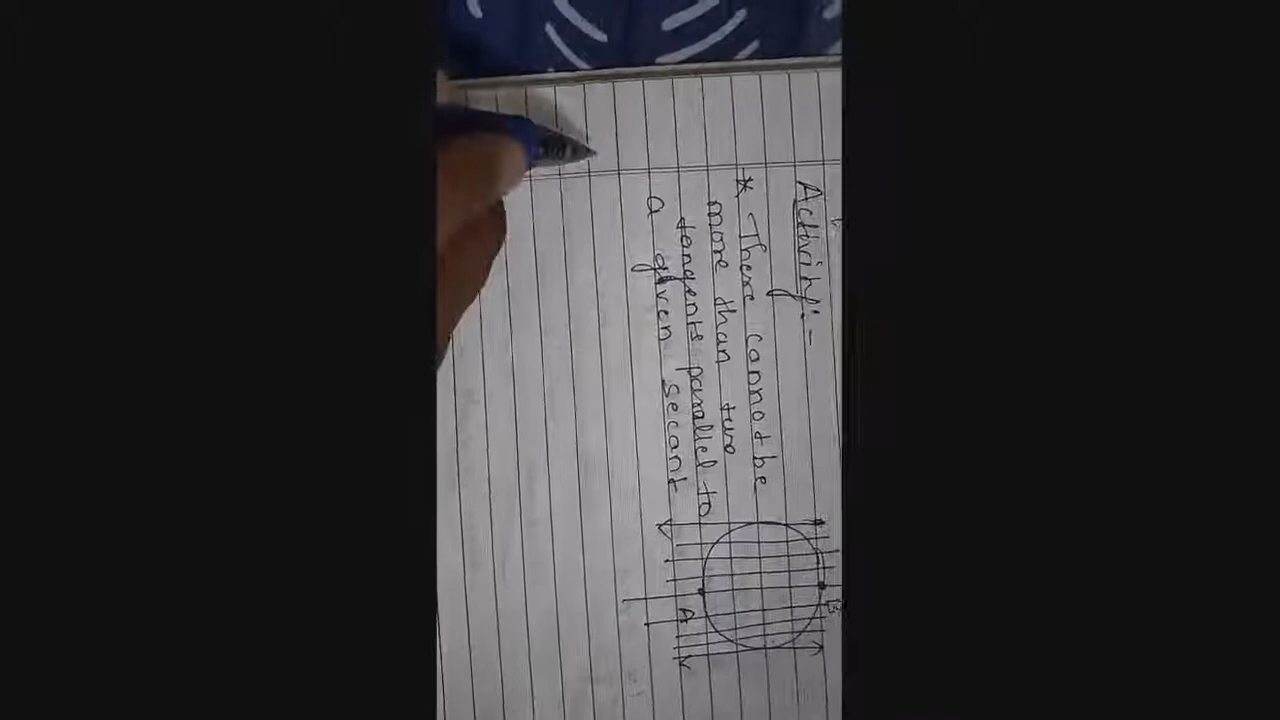 Activity:-
* There cannot be
more than two
tangents parallel to
a given secant
A
B